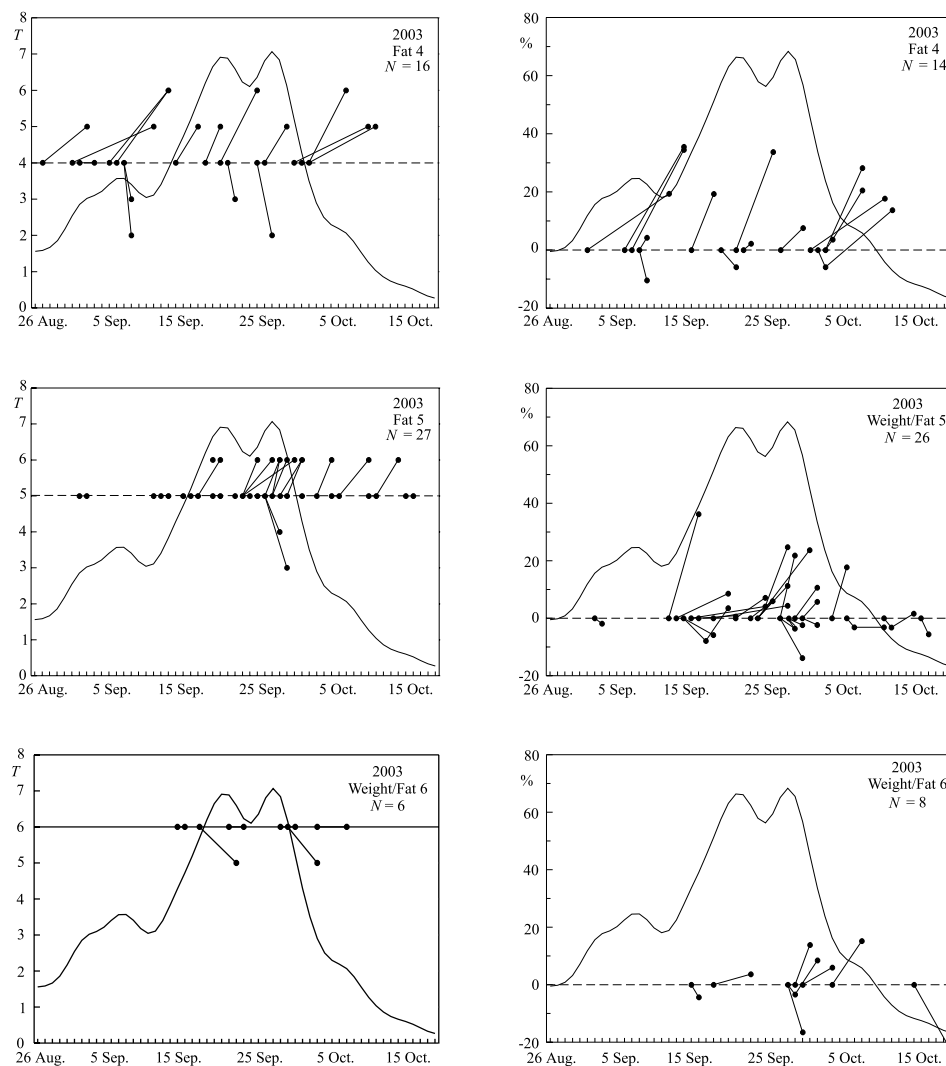 8
T
7
6
5
4
3
2
1
0
2003
Fat 4
N = 16
26 Aug. 5 Sep. 15 Sep. 25 Sep. 5 Oct. 15 Oct.
80
%
60
40
20
0
-20
2003
Fat 4
N = 14
26 Aug. 5 Sep. 15 Sep. 25 Sep. 5 Oct. 15 Oct.
8
T
7
6
5
4
3
2
1
0
2003
Fat 5
N = 27
26 Aug. 5 Sep. 15 Sep. 25 Sep. 5 Oct. 15 Oct.
80
%
60
40
20
0
-20
2003
Weight/Fat 5
N = 26
26 Aug. 5 Sep. 15 Sep. 25 Sep. 5 Oct. 15 Oct.
8
T
7
6
5
4
3
2
1
0
2003
Weight/Fat 6
N = 6
26 Aug. 5 Sep. 15 Sep. 25 Sep. 5 Oct. 15 Oct.
80
%
60
40
20
0
-20
2003
Weight/Fat 6
N = 8
26 Aug. 5 Sep. 15 Sep. 25 Sep. 5 Oct. 15 Oct.